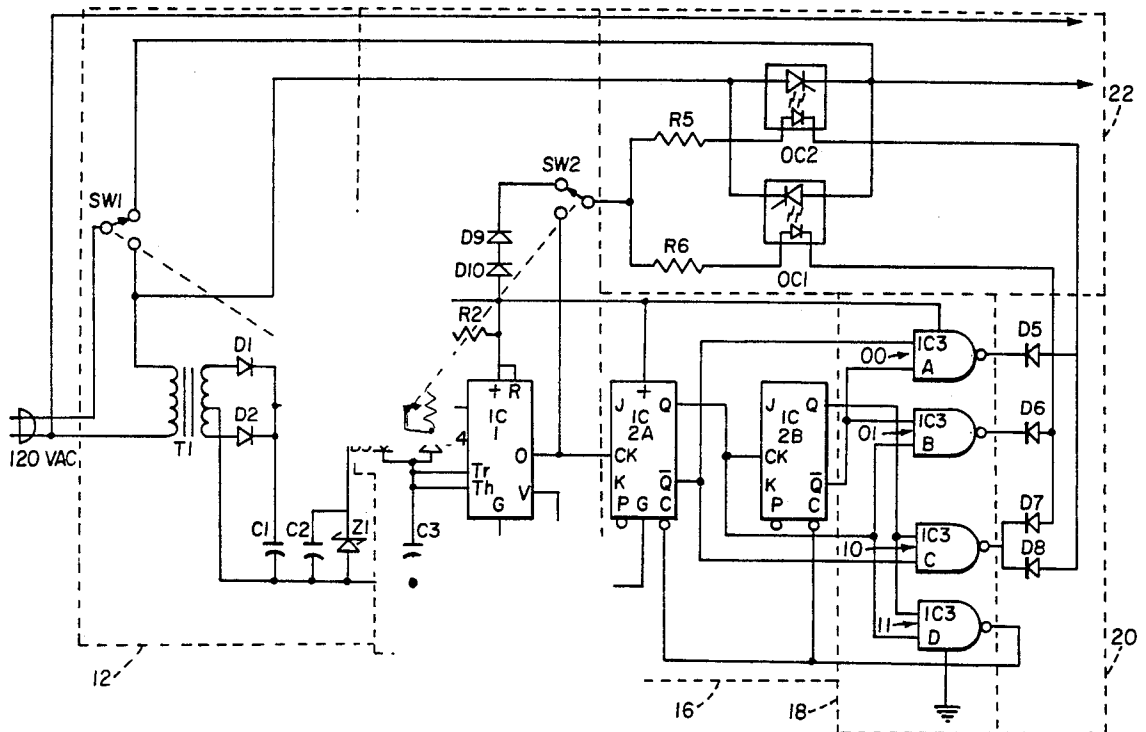 22
R5
OC2
SW2
SW1
D9
R6
D10
OC1
R2
D5
IC3
A
00
D1
+ R
+
IC
1
J Q
IC
2A
J Q
IC
2B
D6
IC3
B
01
D2
T1
120 VAC
4
O
CK
CK
Tr
Th
V
K Q̅
K Q̅
P G C
P C
G
D7
C1
C2
Z1
C3
IC3
C
10
D8
IC3
D
11
20
12
16
18